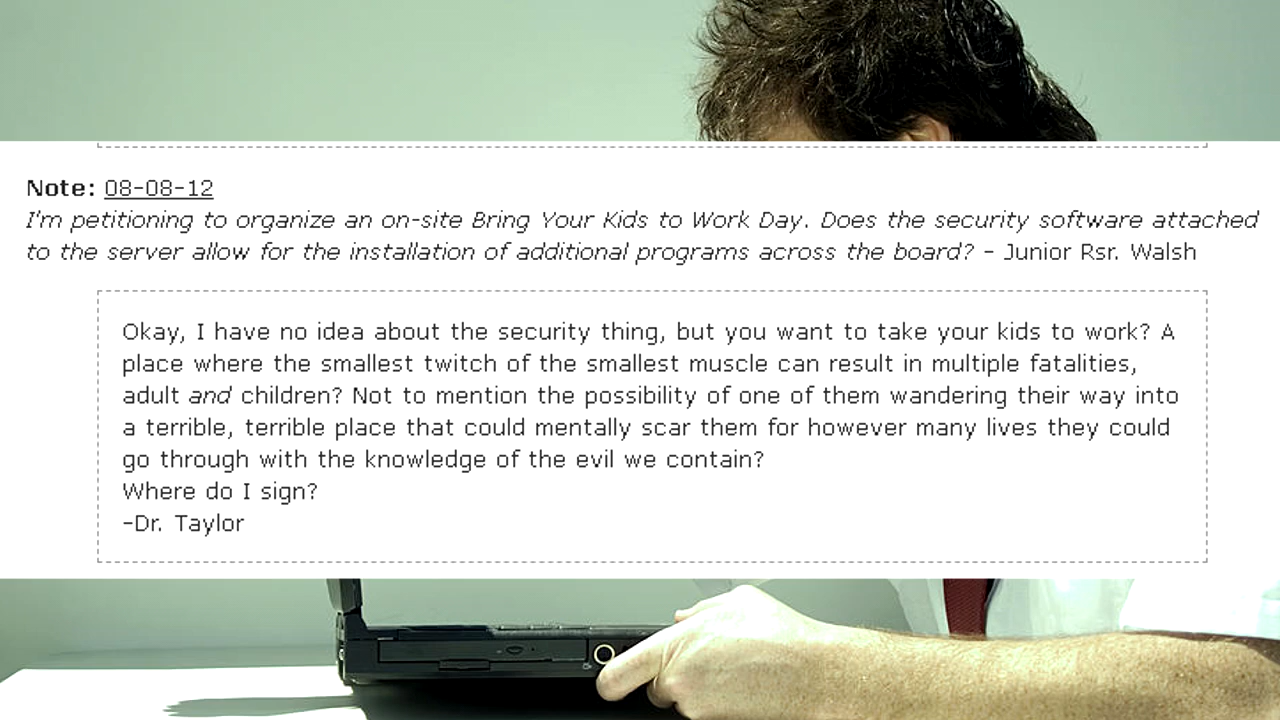 Note: 08-08-12
I'm petitioning to organize an on-site Bring Your Kids to Work Day. Does the security software attached
to the server allow for the installation of additional programs across the board? – Junior Rsr. Walsh
Okay, I have no idea about the security thing, but you want to take your kids to work? A
place where the smallest twitch of the smallest muscle can result in multiple fatalities,
adult and children? Not to mention the possibility of one of them wandering their way into
a terrible, terrible place that could mentally scar them for however many lives they could
go through with the knowledge of the evil we contain?
Where do I sign?
–Dr. Taylor